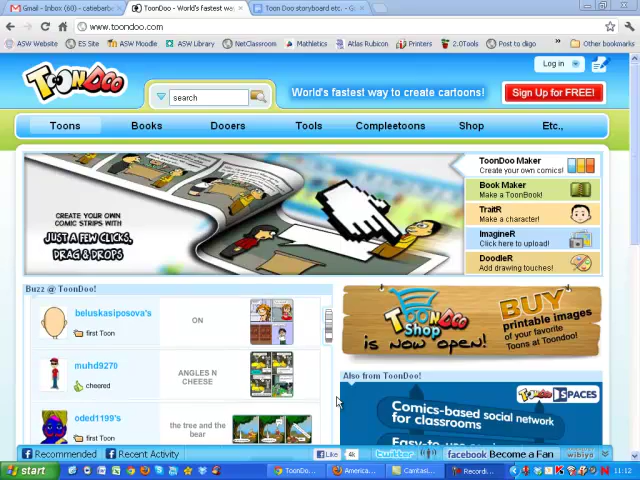 Gmail - Inbox (60) - catieberbo
ToonDoo - World's fastest wa
Toon Doo storyboard etc. - G
www.toondoo.com
ASW Website
ES Site
ASW Moodle
ASW Library
NetClassroom
Mathletics
Atlas Rubicon
Printers
2.0Tools
Post to diigo
Other bookmarks
Log in
TOONDOO
search
World's fastest way to create cartoons!
Sign Up for FREE!
Toons
Books
Dooers
Tools
Compleetoons
Shop
Etc.,
CREATE YOUR OWN
COMIC STRIPS WITH
JUST A FEW CLICKS,
DRAG & DROPS
ToonDoo Maker
Create your own comics!
Book Maker
Make a ToonBook!
TraitR
Make a character!
ImagineR
Click here to upload!
DoodleR
Add drawing touches!
Buzz @ ToonDoo!
beluskasiposova's
first Toon
ON
muhd9270
cheered
ANGLES N
CHEESE
oded1199's
first Toon
the tree and the
bear
TOONDOO
Shop
is now open!
BUY
printable images
of your favorite
Toons at Toondoo!
Also from ToonDoo!
TOONDOO SPACES
Comics-based social network
for classrooms
Recommended
Recent Activity
Like
4k
twitter
facebook Become a Fan
wibiya
start
ToonDo...
America...
Camtasi...
Recordi...
11:12